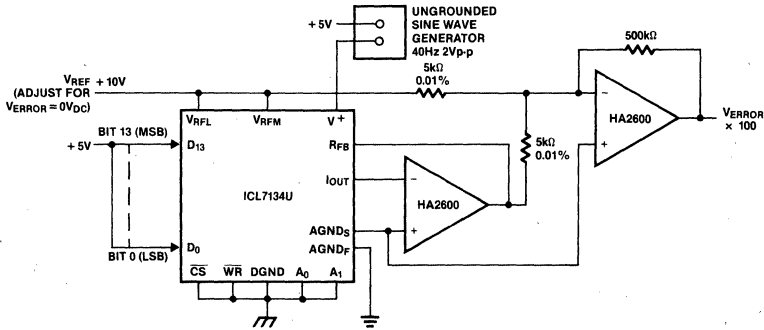 UNGROUNDED
SINE WAVE
GENERATOR
40Hz 2Vp-p
+5V
500kΩ
5kΩ
0.01%
VREF +10V
(ADJUST FOR
VERROR = 0VDC)
VRFL
VRFM
V+
HA2600
VERROR
× 100
BIT 13 (MSB)
+5V
D13
RFB
5kΩ
0.01%
ICL7134U
IOUT
HA2600
AGNDS
D0
AGNDF
BIT 0 (LSB)
CS
WR
DGND
A0
A1